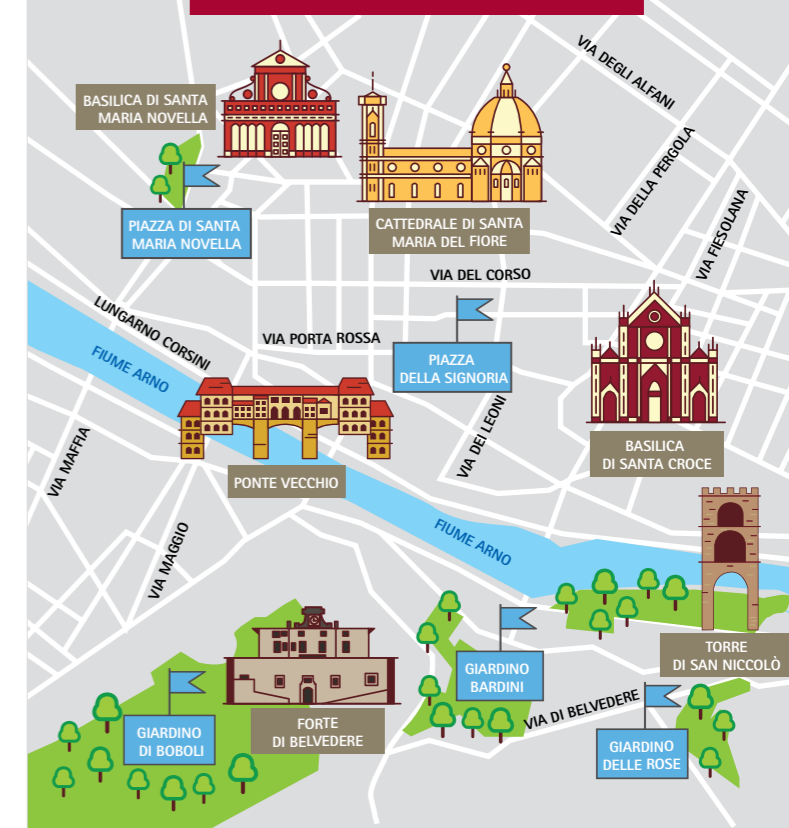 VIA DEGLI ALFANI
BASILICA DI SANTA
MARIA NOVELLA
VIA DELLA PERGOLA
VIA FIESOLANA
PIAZZA DI SANTA
MARIA NOVELLA
CATTEDRALE DI SANTA
MARIA DEL FIORE
VIA DEL CORSO
LUNGARNO CORSINI
VIA PORTA ROSSA
FIUME ARNO
PIAZZA
DELLA SIGNORIA
VIA DEI LEONI
VIA MAFFIA
BASILICA
DI SANTA CROCE
PONTE VECCHIO
FIUME ARNO
VIA MAGGIO
TORRE
DI SAN NICCOLÒ
GIARDINO
BARDINI
VIA DI BELVEDERE
FORTE
DI BELVEDERE
GIARDINO
DI BOBOLI
GIARDINO
DELLE ROSE